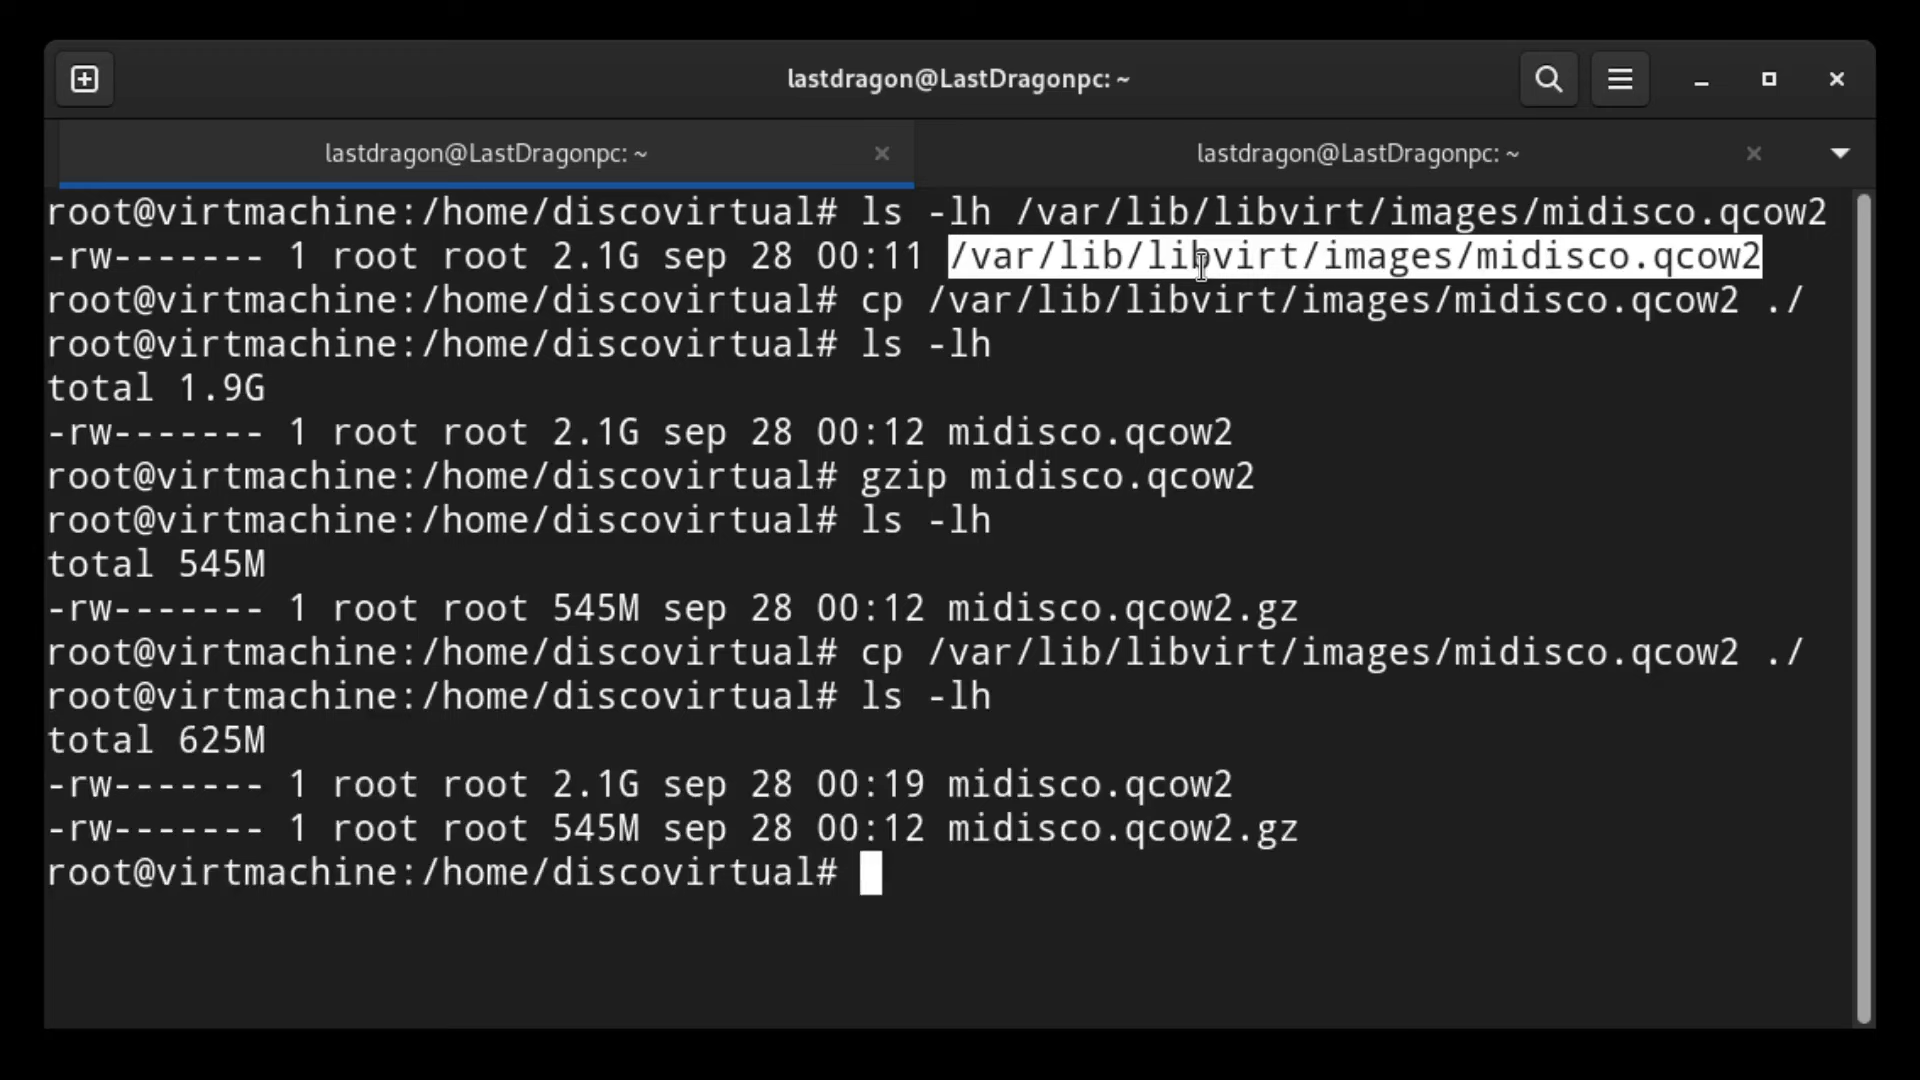 lastdragon@LastDragonpc: ~
lastdragon@LastDragonpc: ~
lastdragon@LastDragonpc: ~
root@virtmachine:/home/discovirtual# ls -lh /var/lib/libvirt/images/midisco.qcow2
-rw------- 1 root root 2.1G sep 28 00:11 /var/lib/libvirt/images/midisco.qcow2
root@virtmachine:/home/discovirtual# cp /var/lib/libvirt/images/midisco.qcow2 ./
root@virtmachine:/home/discovirtual# ls -lh
total 1.9G
-rw------- 1 root root 2.1G sep 28 00:12 midisco.qcow2
root@virtmachine:/home/discovirtual# gzip midisco.qcow2
root@virtmachine:/home/discovirtual# ls -lh
total 545M
-rw------- 1 root root 545M sep 28 00:12 midisco.qcow2.gz
root@virtmachine:/home/discovirtual# cp /var/lib/libvirt/images/midisco.qcow2 ./
root@virtmachine:/home/discovirtual# ls -lh
total 625M
-rw------- 1 root root 2.1G sep 28 00:19 midisco.qcow2
-rw------- 1 root root 545M sep 28 00:12 midisco.qcow2.gz
root@virtmachine:/home/discovirtual#